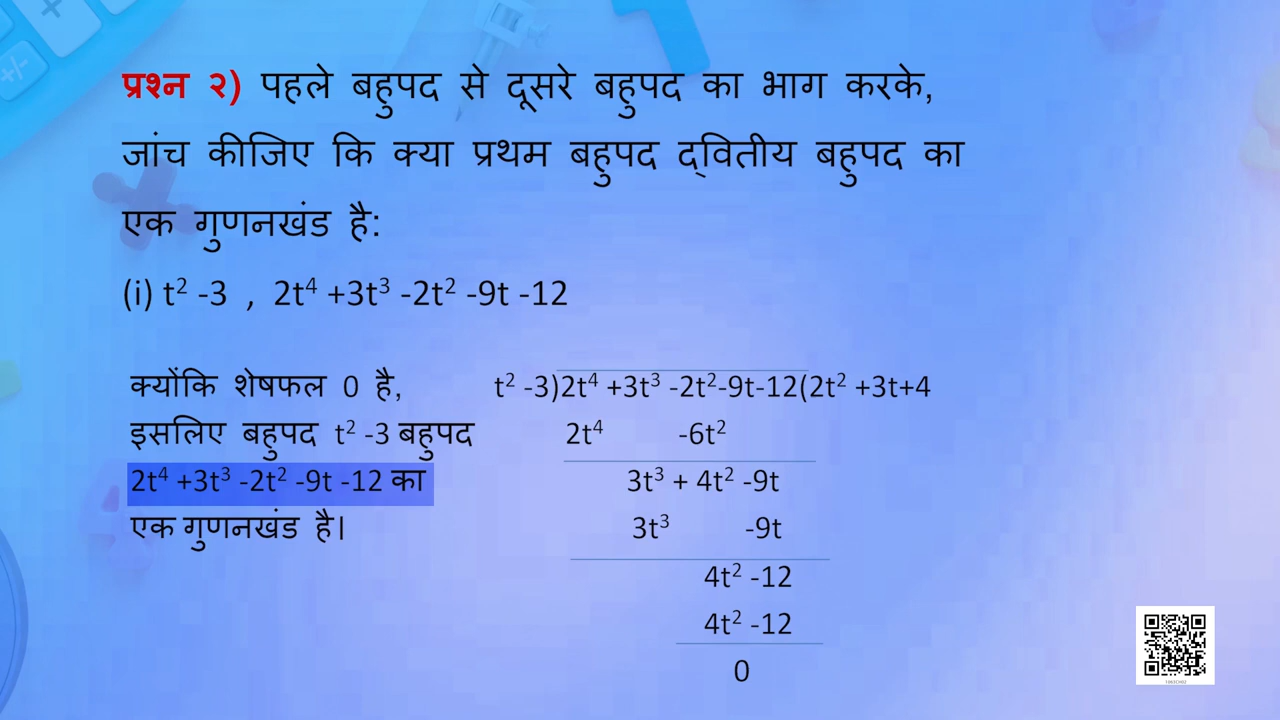 प्रश्न २) पहले बहुपद से दूसरे बहुपद का भाग करके,
जांच कीजिए कि क्या प्रथम बहुपद द्वितीय बहुपद का
एक गुणनखंड है:
(i) t² -3 , 2t⁴ +3t³ -2t² -9t -12
क्योंकि शेषफल 0 है,
इसलिए बहुपद t² -3 बहुपद
2t⁴ +3t³ -2t² -9t -12 का
एक गुणनखंड है।
t² -3)2t⁴ +3t³ -2t²-9t-12(2t² +3t+4
2t⁴ -6t²
3t³ + 4t² -9t
3t³ -9t
4t² -12
4t² -12
0